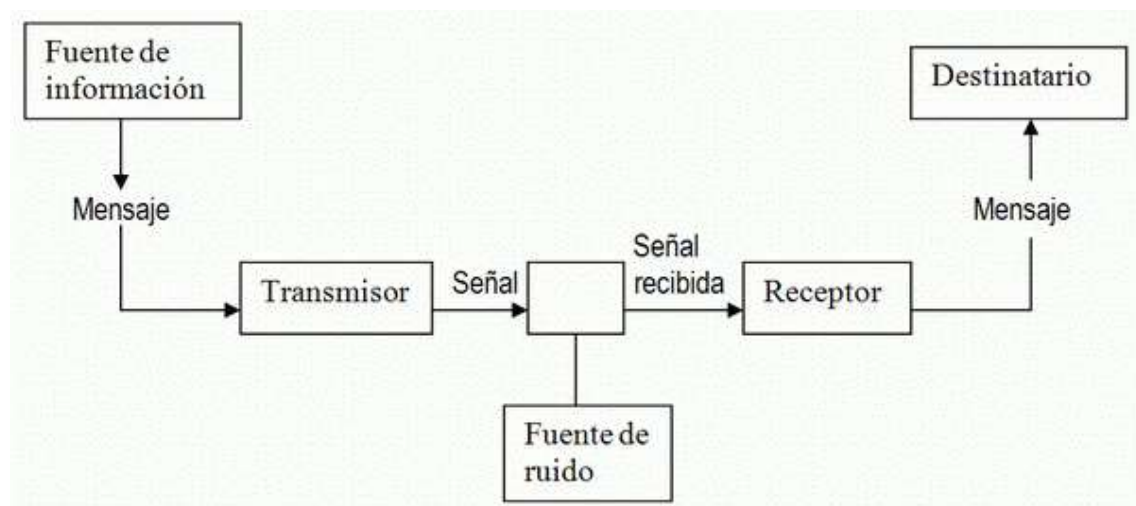 Fuente de
información
Destinatario
Mensaje
Mensaje
Señal
recibida
Transmisor
Señal
Receptor
Fuente de
ruido